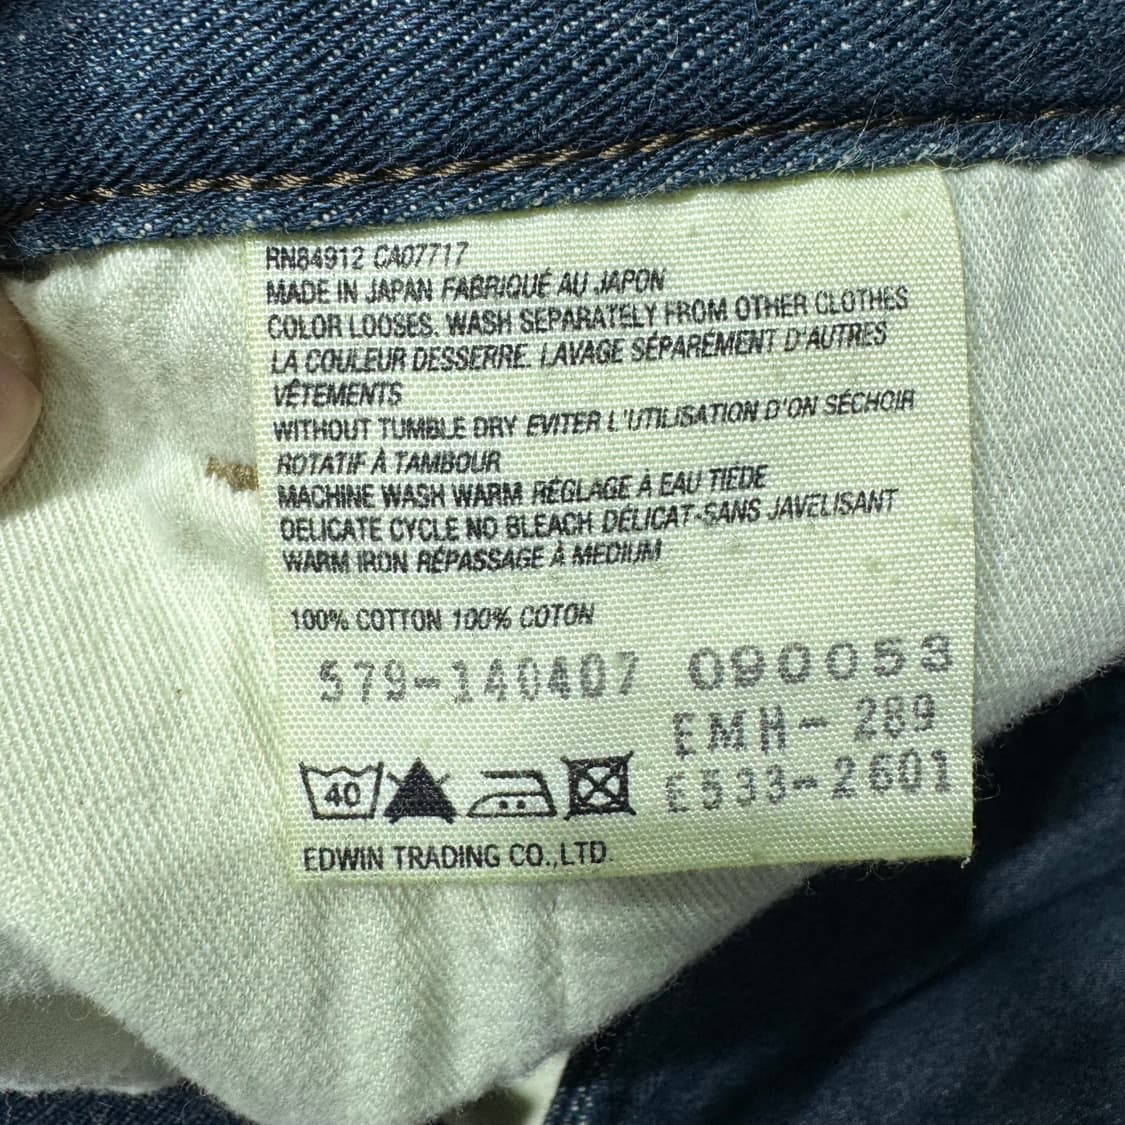 RN84912 CA07717
MADE IN JAPAN FABRIQUÉ AU JAPON
COLOR LOOSES. WASH SEPARATELY FROM OTHER CLOTHES
LA COULEUR DESSERRE. LAVAGE SÉPARÉMENT D'AUTRES
VÊTEMENTS
WITHOUT TUMBLE DRY EVITER L'UTILISATION D'ON SÉCHOIR
ROTATIF À TAMBOUR
MACHINE WASH WARM RÉGLAGE À EAU TIÈDE
DELICATE CYCLE NO BLEACH DÉLICAT-SANS JAVELISANT
WARM IRON RÉPASSAGE À MEDIUM
100% COTTON 100% COTON
579-140407 090053
EMH-289
E533-2601
40
EDWIN TRADING CO.,LTD.